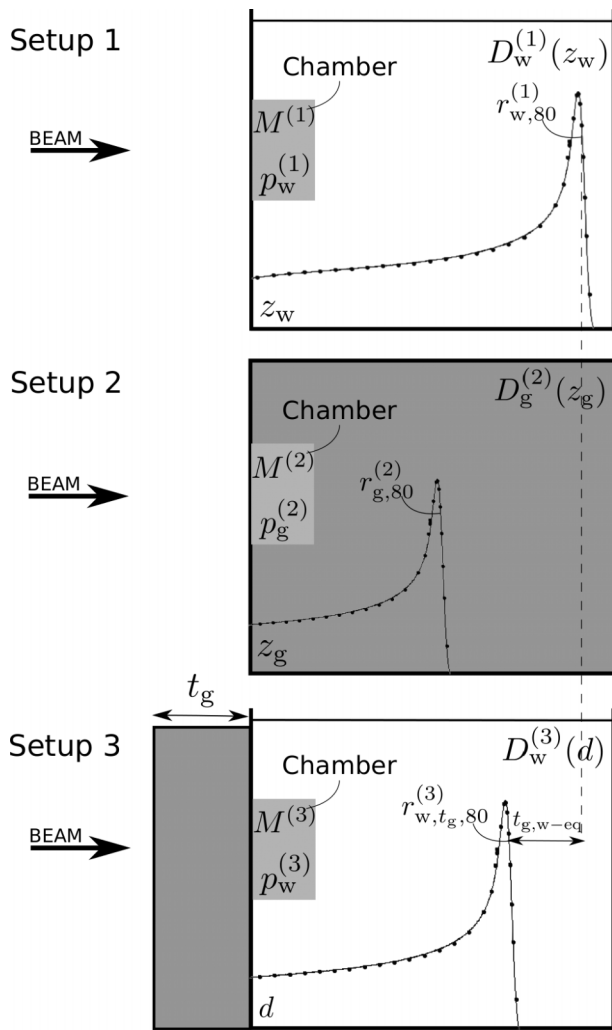 Setup 1
D_w^(1)(z_w)
Chamber
r_w,80^(1)
BEAM
M^(1)
p_w^(1)
z_w
Setup 2
D_g^(2)(z_g)
Chamber
BEAM
M^(2)
r_g,80^(2)
p_g^(2)
z_g
t_g
Setup 3
D_w^(3)(d)
Chamber
BEAM
M^(3)
r_w,t_g,80^(3)
t_g,w−eq
p_w^(3)
d